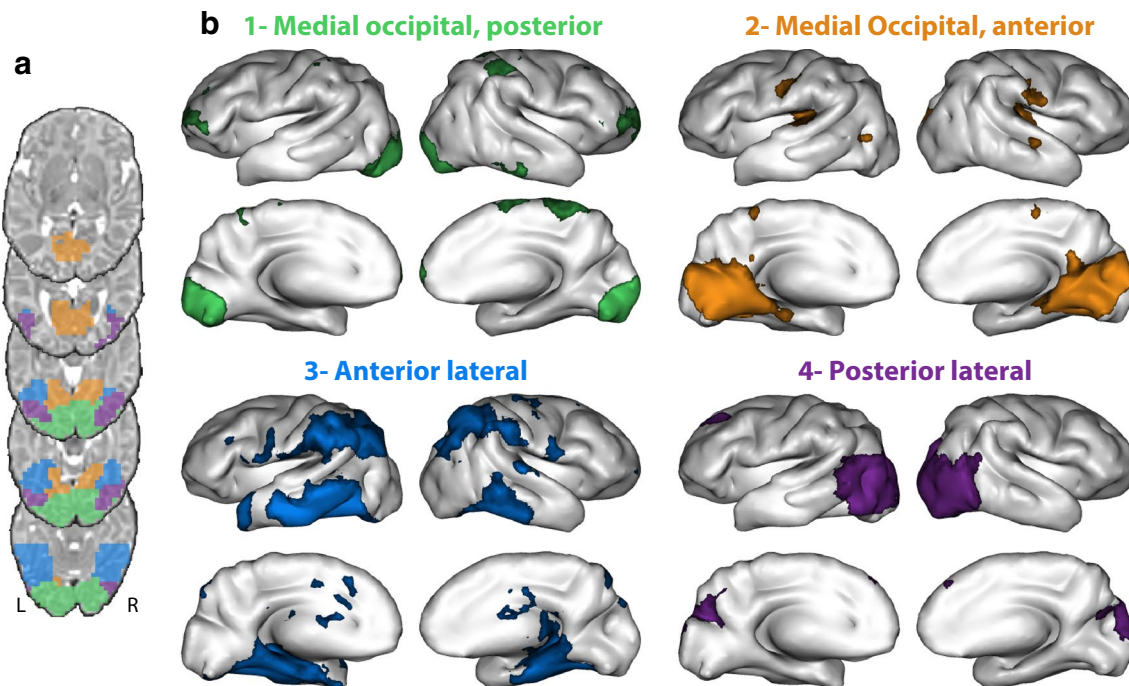 a
b
1- Medial occipital, posterior
2- Medial Occipital, anterior
3- Anterior lateral
4- Posterior lateral
L R